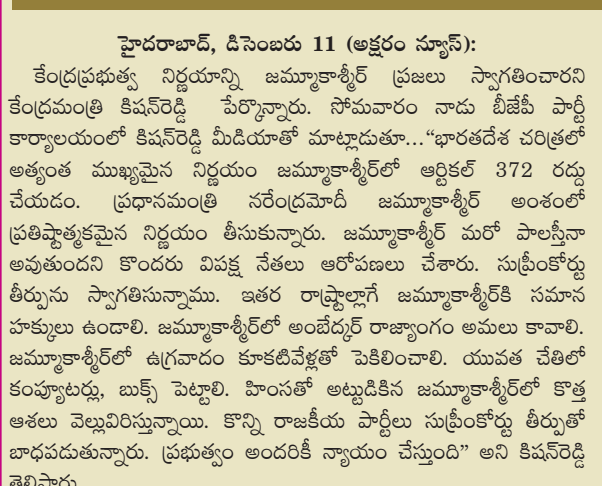 హైదరాబాద్, డిసెంబరు 11 (అక్షరం న్యూస్):
కేంద్రప్రభుత్వ నిర్ణయాన్ని జమ్మూకాశ్మీర్ ప్రజలు స్వాగతించారని
కేంద్రమంత్రి కిషన్‌రెడ్డి పేర్కొన్నారు. సోమవారం నాడు బీజేపీ పార్టీ
కార్యాలయంలో కిషన్‌రెడ్డి మీడియాతో మాట్లాడుతూ...“భారతదేశ చరిత్రలో
అత్యంత ముఖ్యమైన నిర్ణయం జమ్మూకాశ్మీర్‌లో ఆర్టికల్ 372 రద్దు
చేయడం. ప్రధానమంత్రి నరేంద్రమోదీ జమ్మూకాశ్మీర్ అంశంలో
ప్రతిష్టాత్మకమైన నిర్ణయం తీసుకున్నారు. జమ్మూకాశ్మీర్ మరో పాలస్తీనా
అవుతుందని కొందరు విపక్ష నేతలు ఆరోపణలు చేశారు. సుప్రీంకోర్టు
తీర్పును స్వాగతిసున్నాము. ఇతర రాష్ట్రాల్లాగే జమ్మూకాశ్మీర్‌కి సమాన
హక్కులు ఉండాలి. జమ్మూకాశ్మీర్‌లో అంబేద్కర్ రాజ్యాంగం అమలు కావాలి.
జమ్మూకాశ్మీర్‌లో ఉగ్రవాదం కూకటివేళ్లతో పెకిలించాలి. యువత చేతిలో
కంప్యూటర్లు, బుక్స్ పెట్టాలి. హింసతో అట్టుడికిన జమ్మూకాశ్మీర్‌లో కొత్త
ఆశలు వెల్లువిరిస్తున్నాయి. కొన్ని రాజకీయ పార్టీలు సుప్రీంకోర్టు తీర్పుతో
బాధపడుతున్నారు. ప్రభుత్వం అందరికీ న్యాయం చేస్తుంది” అని కిషన్‌రెడ్డి
తెలిపారు.